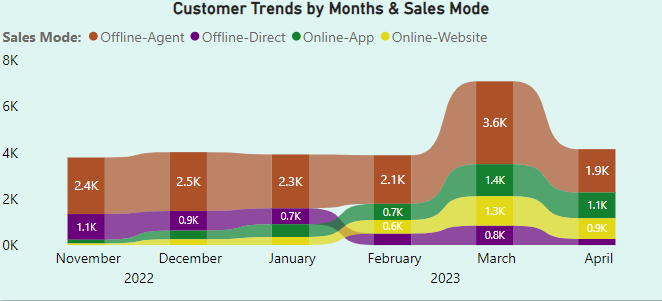 Customer Trends by Months & Sales Mode
Sales Mode: Offline-Agent Offline-Direct Online-App Online-Website
8K
6K
4K
2K
0K
2.4K
1.1K
2.5K
0.9K
2.3K
0.7K
2.1K
0.7K
0.6K
3.6K
1.4K
1.3K
0.8K
1.9K
1.1K
0.9K
November December January February March April
2022 2023